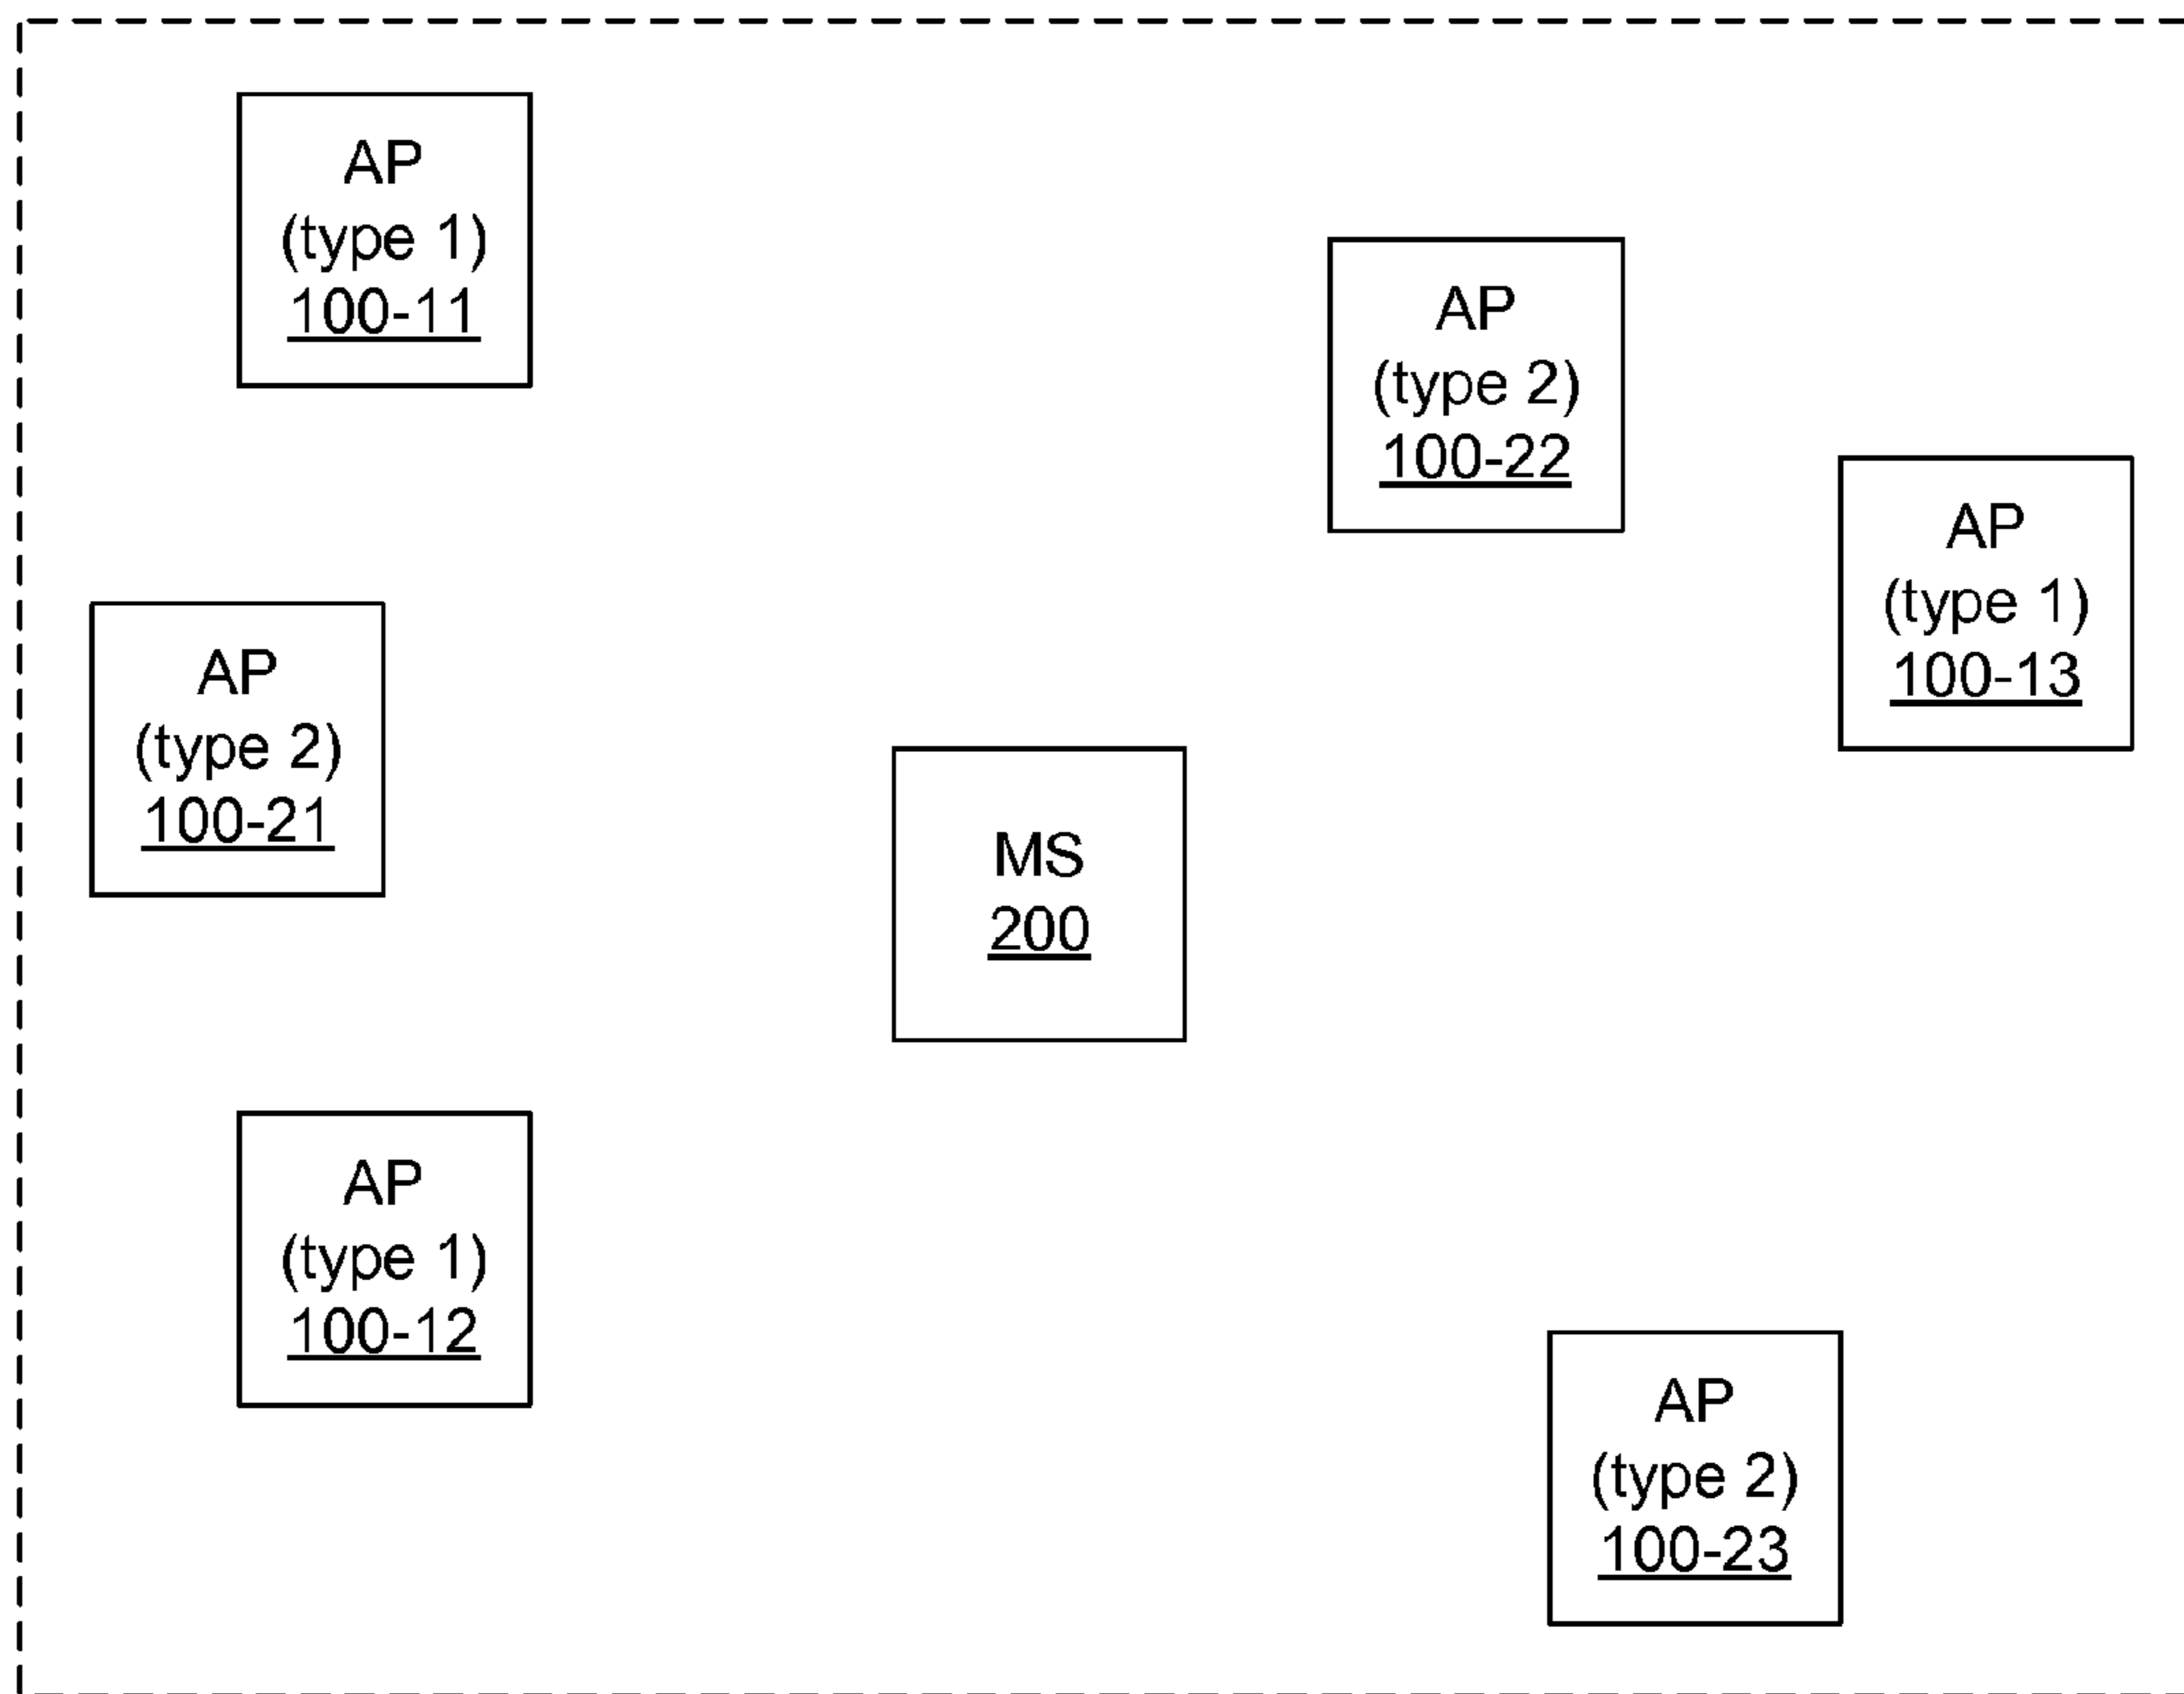 AP
(type 1)
100-11
AP
(type 2)
100-22
AP
(type 1)
100-13
AP
(type 2)
100-21
MS
200
AP
(type 1)
100-12
AP
(type 2)
100-23